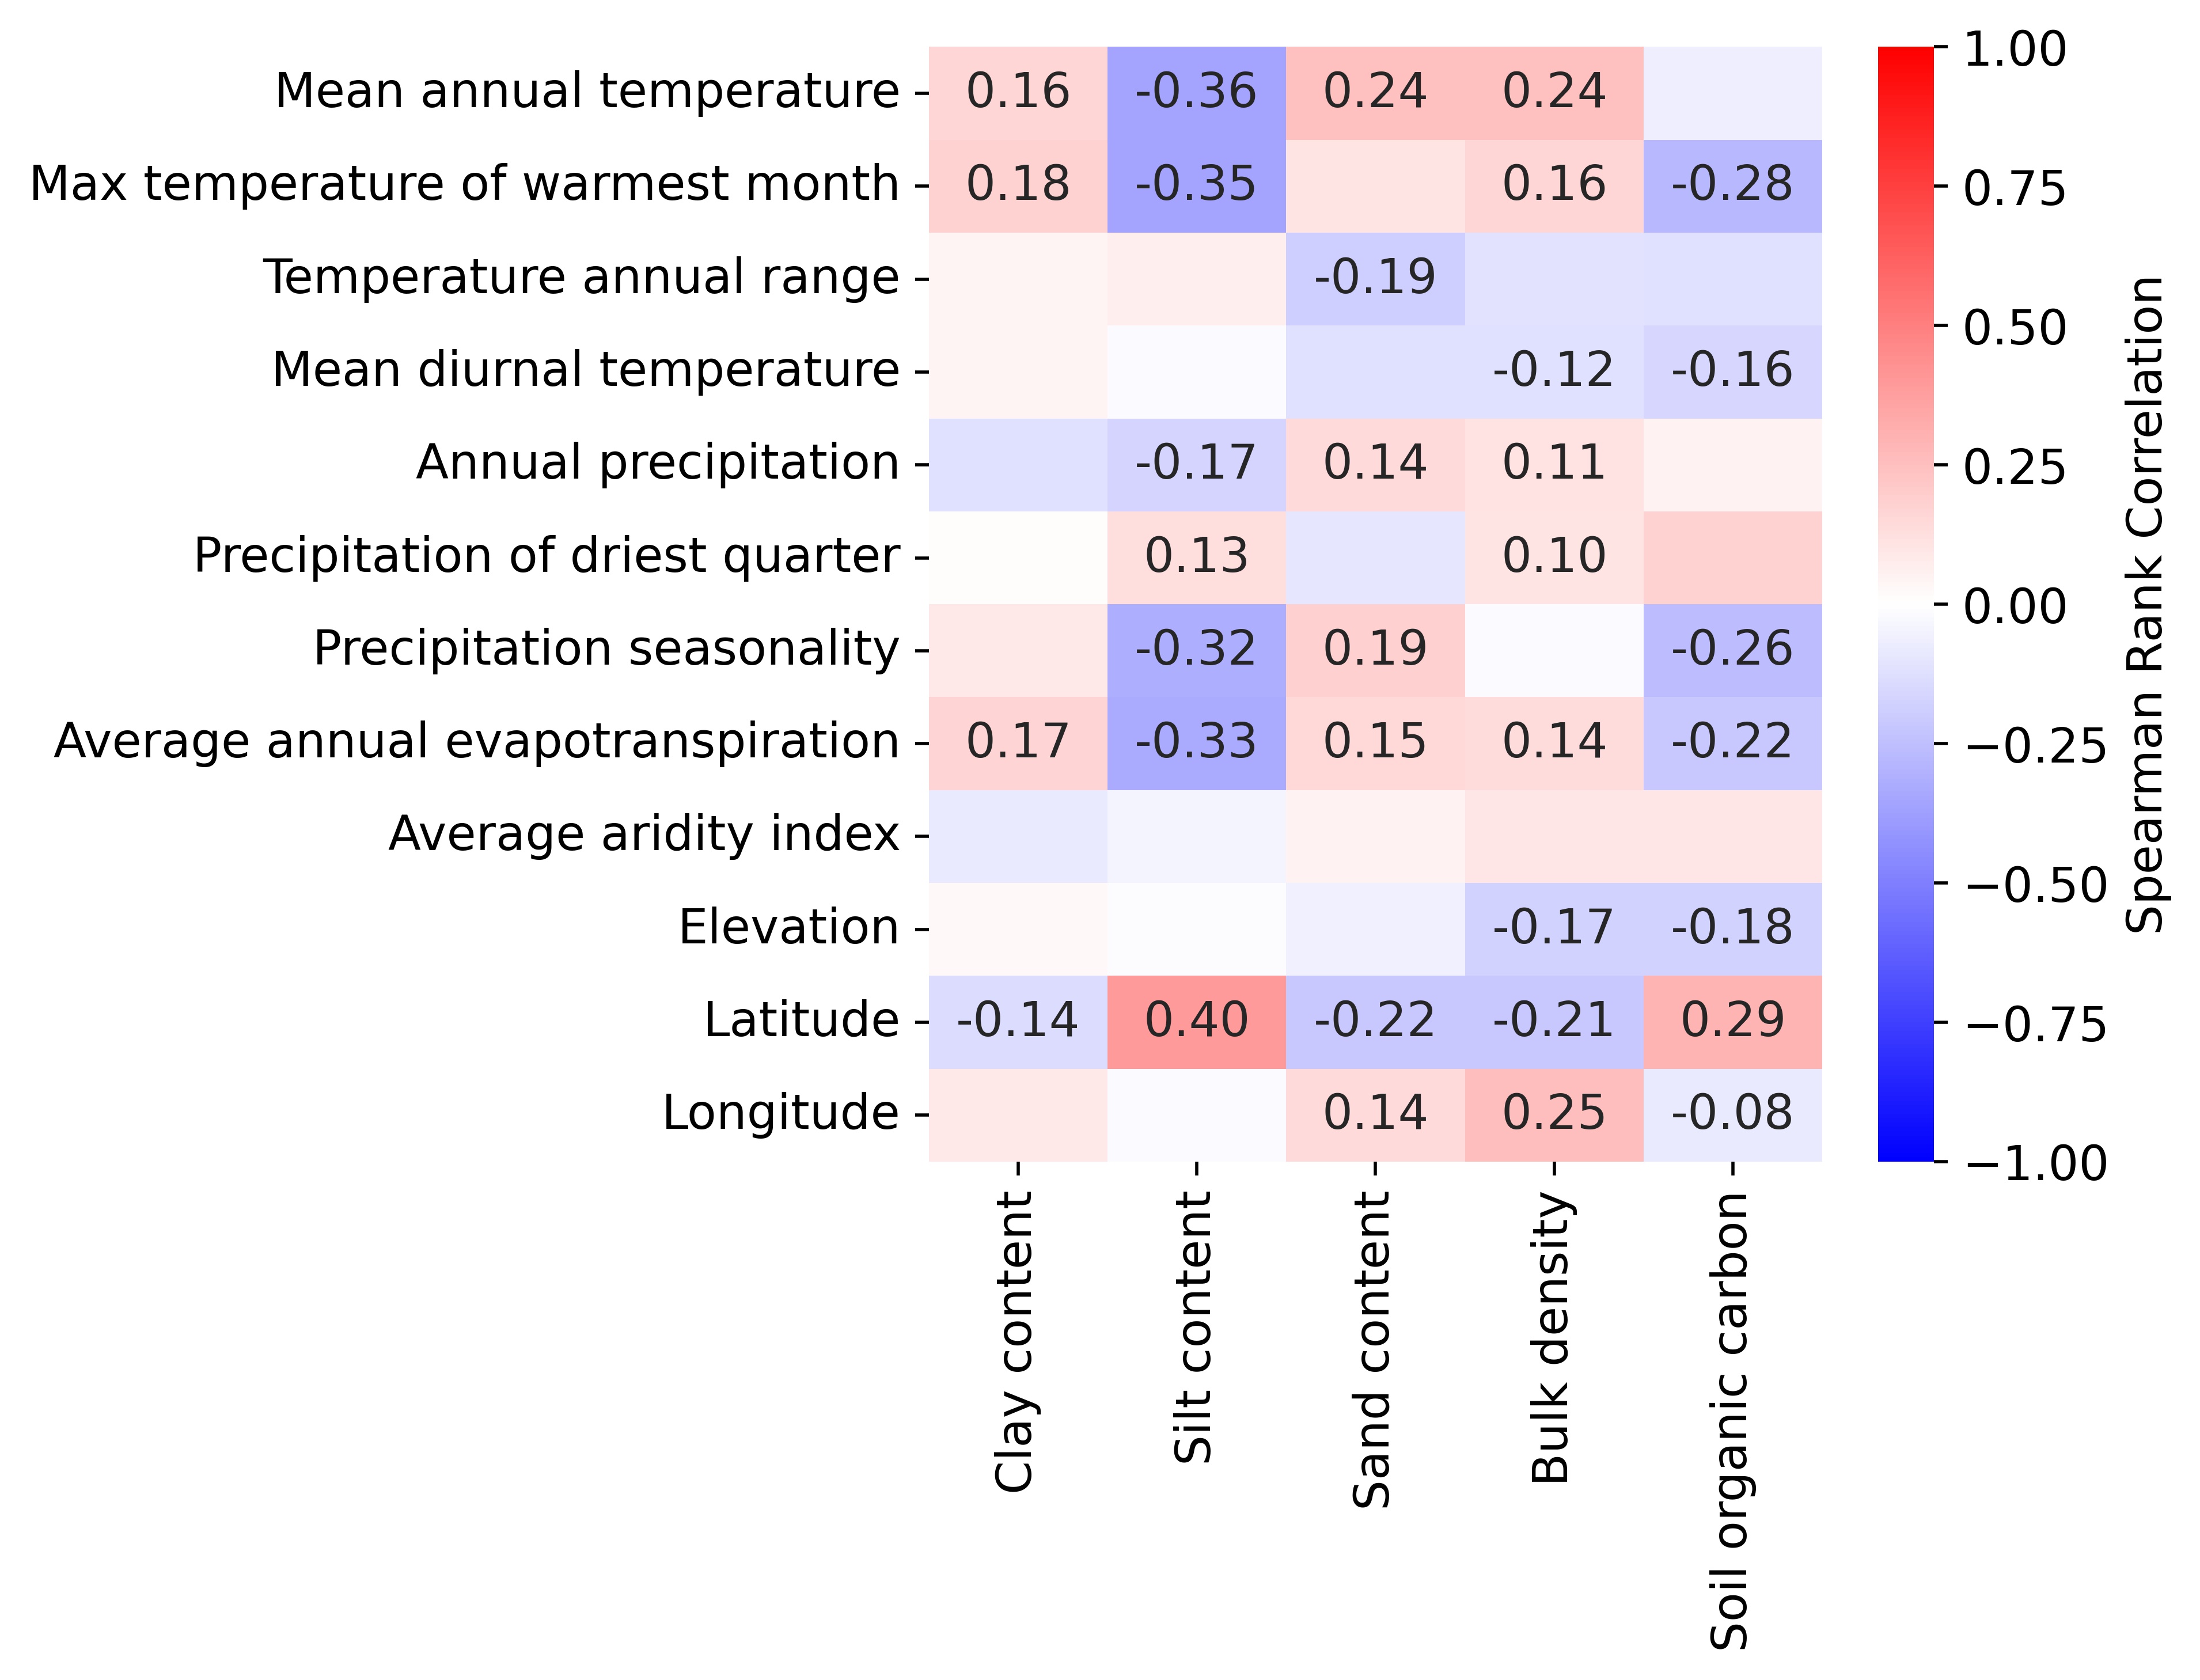 Mean annual temperature 0.16 -0.36 0.24 0.24
Max temperature of warmest month 0.18 -0.35 0.16 -0.28
Temperature annual range -0.19
Mean diurnal temperature -0.12 -0.16
Annual precipitation -0.17 0.14 0.11
Precipitation of driest quarter 0.13 0.10
Precipitation seasonality -0.32 0.19 -0.26
Average annual evapotranspiration 0.17 -0.33 0.15 0.14 -0.22
Average aridity index
Elevation -0.17 -0.18
Latitude -0.14 0.40 -0.22 -0.21 0.29
Longitude 0.14 0.25 -0.08
Clay content
Silt content
Sand content
Bulk density
Soil organic carbon
1.00
0.75
0.50
0.25
0.00
−0.25
−0.50
−0.75
−1.00
Spearman Rank Correlation